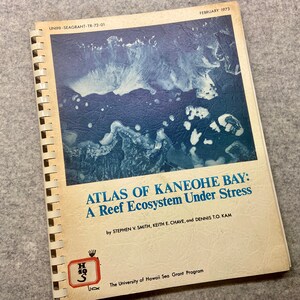 UNIHI-SEAGRANT-TR-72-01
FEBRUARY 1973
ATLAS OF KANEOHE BAY:
A Reef Ecosystem Under Stress
by STEPHEN V. SMITH, KEITH E. CHAVE, and DENNIS T.O. KAM
The University of Hawaii Sea Grant Program